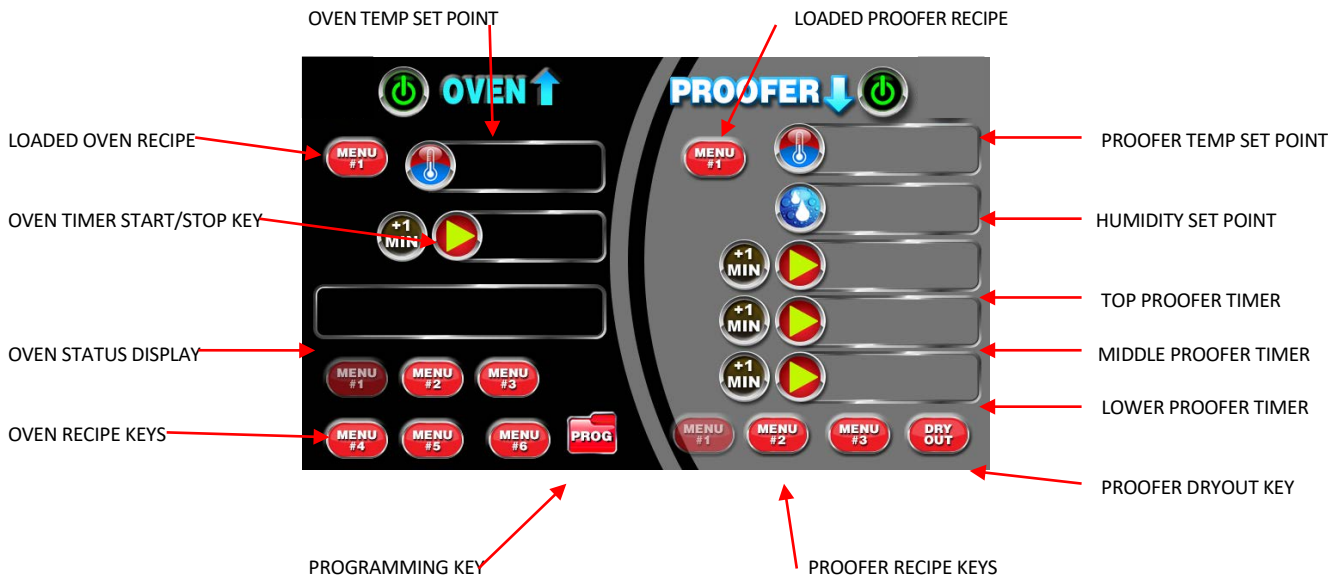 OVEN TEMP SET POINT
LOADED PROOFER RECIPE
OVEN
PROOFER
LOADED OVEN RECIPE
MENU
#1
MENU
#1
PROOFER TEMP SET POINT
OVEN TIMER START/STOP KEY
+1
MIN
HUMIDITY SET POINT
+1
MIN
TOP PROOFER TIMER
+1
MIN
MIDDLE PROOFER TIMER
OVEN STATUS DISPLAY
MENU
#1
MENU
#2
MENU
#3
+1
MIN
LOWER PROOFER TIMER
OVEN RECIPE KEYS
MENU
#4
MENU
#5
MENU
#6
PROG
MENU
#1
MENU
#2
MENU
#3
DRY
OUT
PROOFER DRYOUT KEY
PROGRAMMING KEY
PROOFER RECIPE KEYS